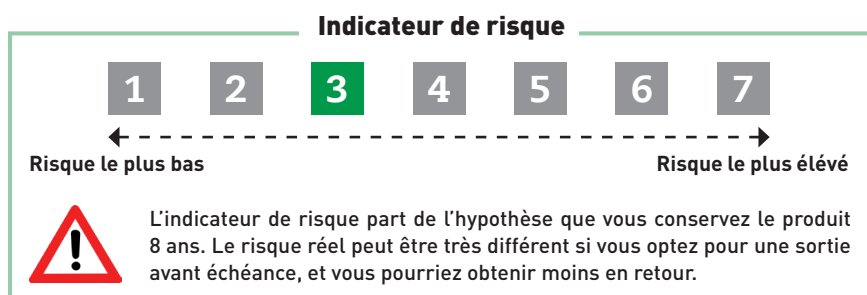 Indicateur de risque
1 2 3 4 5 6 7
Risque le plus bas Risque le plus élévé
L'indicateur de risque part de l'hypothèse que vous conservez le produit
8 ans. Le risque réel peut être très différent si vous optez pour une sortie
avant échéance, et vous pourriez obtenir moins en retour.